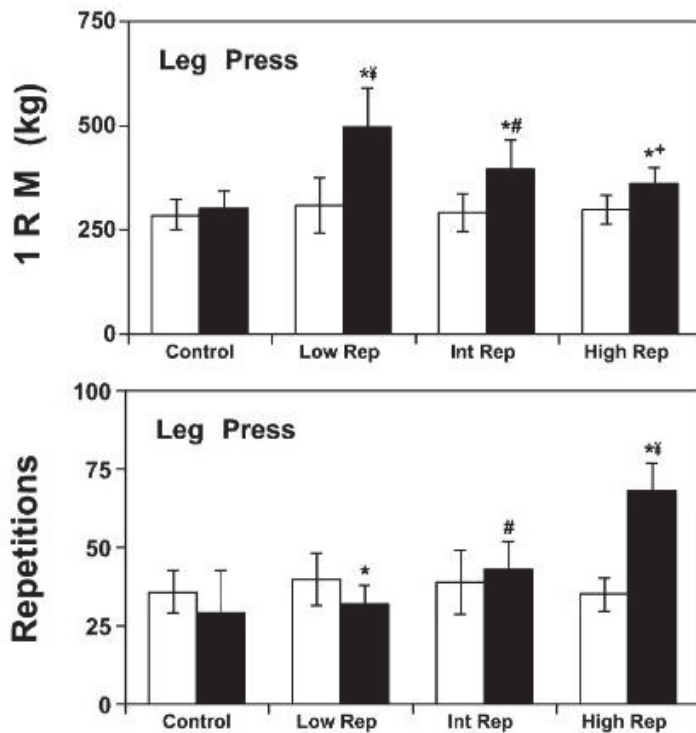 750
Leg Press
*¥
500
*#
*+
1 R M (kg)
250
0
Control Low Rep Int Rep High Rep
100
Leg Press
*¥
75
#
Repetitions
50
*
25
0
Control Low Rep Int Rep High Rep